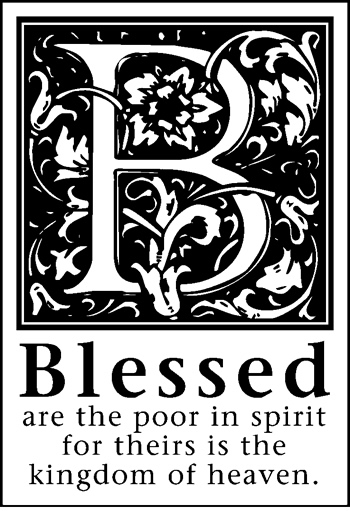 B
Blessed
are the poor in spirit
for theirs is the
kingdom of heaven.